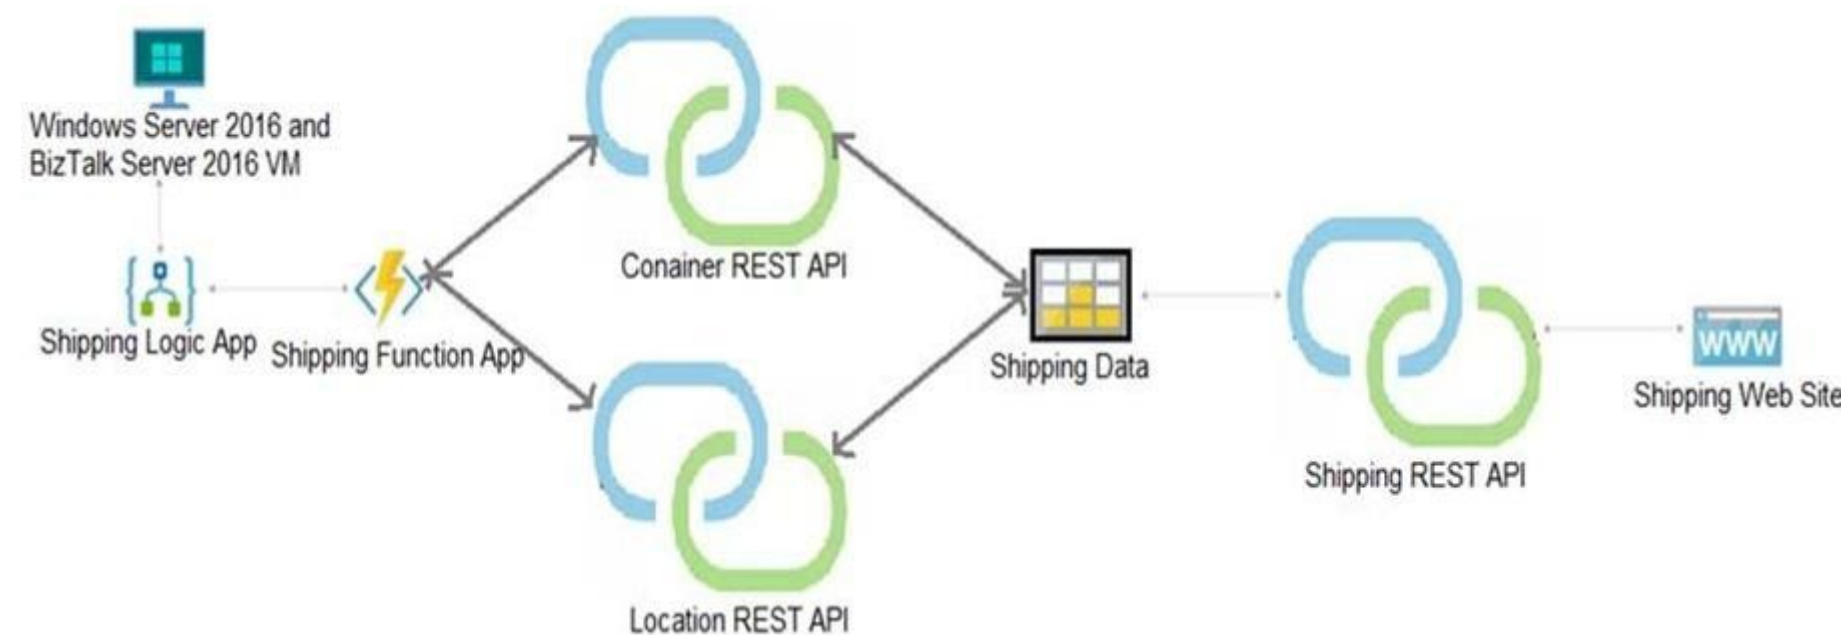 Windows Server 2016 and
BizTalk Server 2016 VM
Shipping Logic App
Shipping Function App
Conainer REST API
Location REST API
Shipping Data
Shipping REST API
WWW
Shipping Web Site